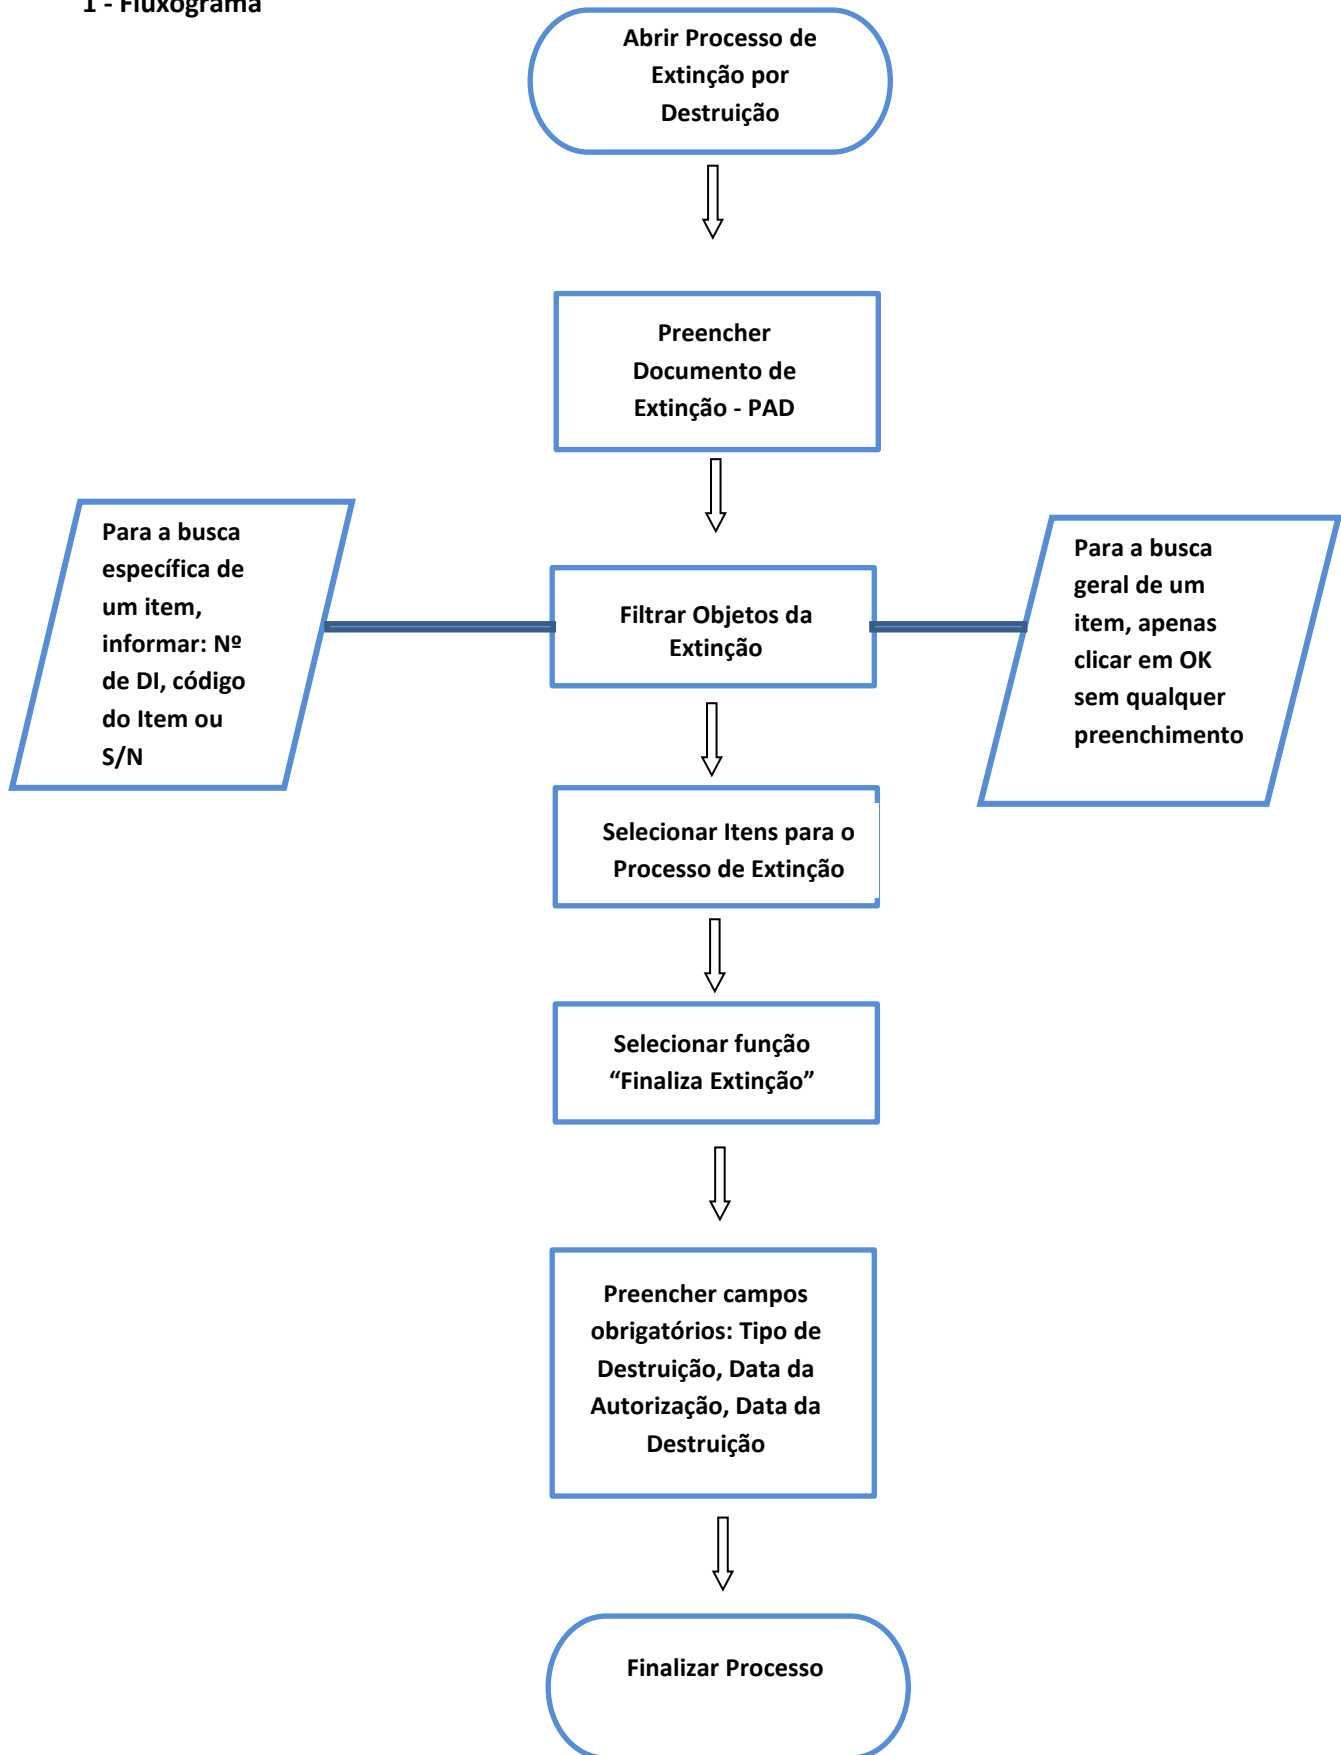 1 - Fluxograma
Abrir Processo de
Extinção por
Destruição
Preencher
Documento de
Extinção - PAD
Para a busca
específica de
um item,
informar: Nº
de DI, código
do Item ou
S/N
Filtrar Objetos da
Extinção
Para a busca
geral de um
item, apenas
clicar em OK
sem qualquer
preenchimento
Selecionar Itens para o
Processo de Extinção
Selecionar função
“Finaliza Extinção”
Preencher campos
obrigatórios: Tipo de
Destruição, Data da
Autorização, Data da
Destruição
Finalizar Processo